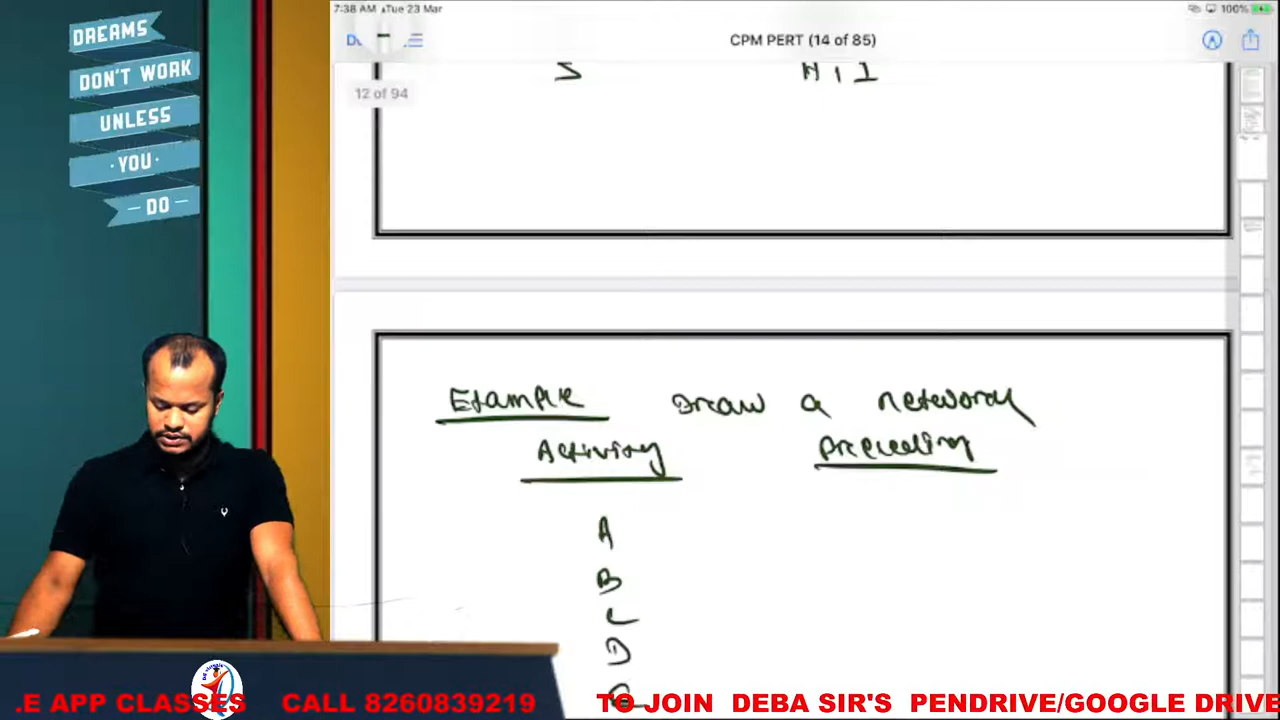 DREAMS
DON'T WORK
UNLESS
·YOU·
– DO –
7:38 AM Tue 23 Mar
100%
CPM PERT (14 of 85)
12 of 94
J H, I
Example Draw a network
Activity Preceeding
A
B
C
D
.E APP CLASSES CALL 8260839219 TO JOIN DEBA SIR'S PENDRIVE/GOOGLE DRIVE